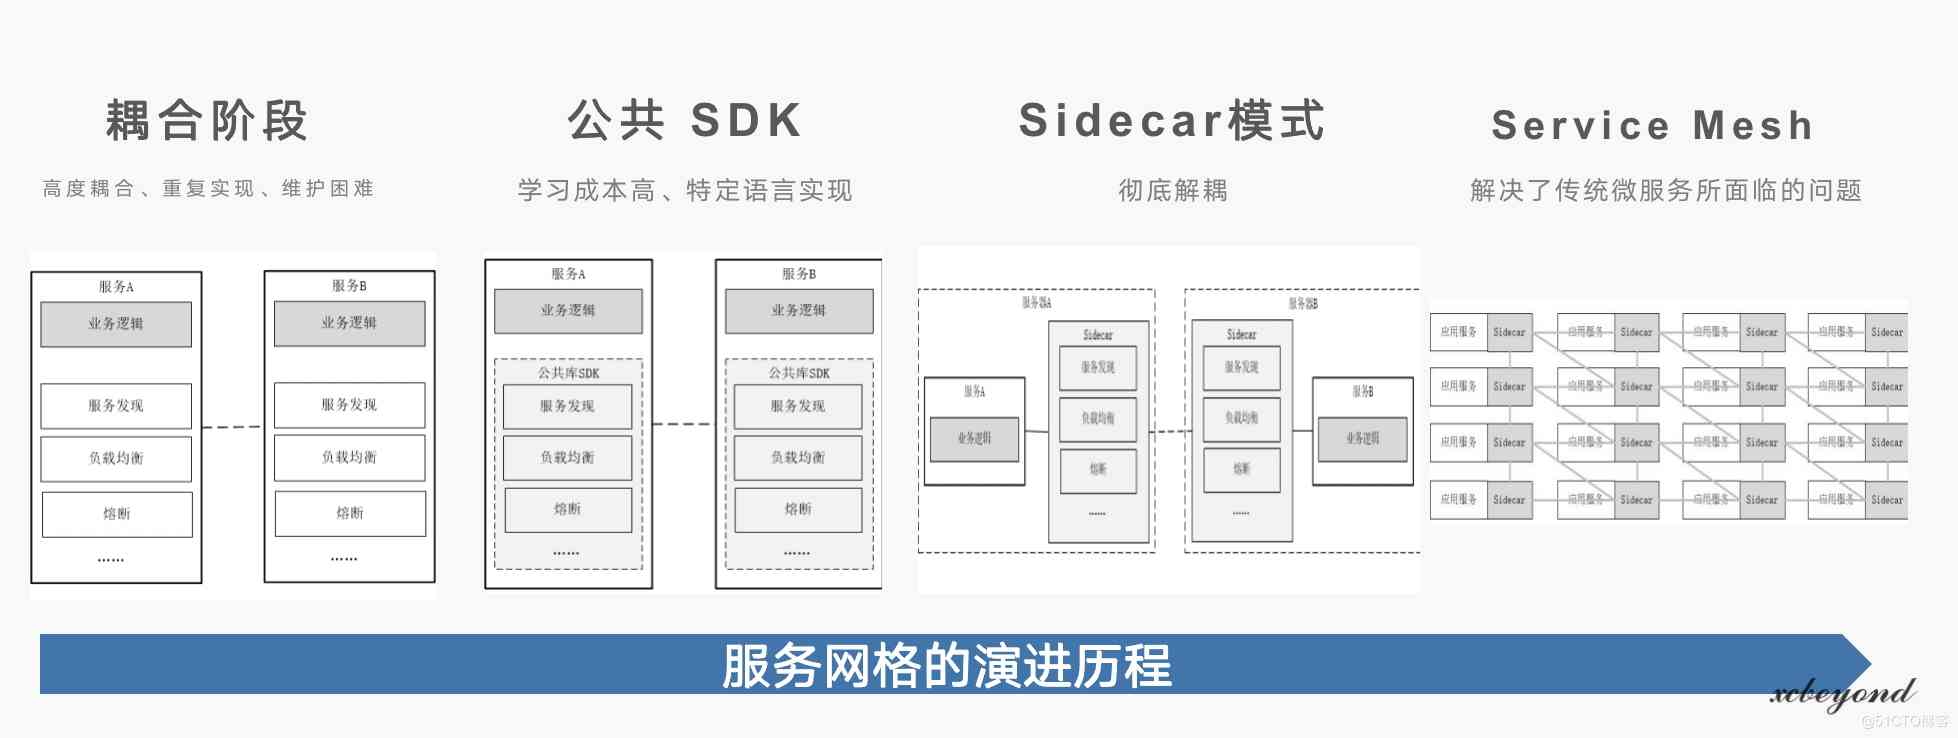 耦合阶段
高度耦合、重复实现、维护困难
服务A
业务逻辑
服务发现
负载均衡
熔断
......
服务B
业务逻辑
服务发现
负载均衡
熔断
......
公共 SDK
学习成本高、特定语言实现
服务A
业务逻辑
公共库SDK
服务发现
负载均衡
熔断
......
服务B
业务逻辑
公共库SDK
服务发现
负载均衡
熔断
......
Sidecar模式
彻底解耦
服务器A
服务A
业务逻辑
Sidecar
服务发现
负载均衡
熔断
......
服务器B
Sidecar
服务发现
负载均衡
熔断
......
服务B
业务逻辑
Service Mesh
解决了传统微服务所面临的问题
应用服务 Sidecar 应用服务 Sidecar 应用服务 Sidecar 应用服务 Sidecar
应用服务 Sidecar 应用服务 Sidecar 应用服务 Sidecar 应用服务 Sidecar
应用服务 Sidecar 应用服务 Sidecar 应用服务 Sidecar 应用服务 Sidecar
应用服务 Sidecar 应用服务 Sidecar 应用服务 Sidecar 应用服务 Sidecar
服务网格的演进历程
xcbeyond
@51CTO博客